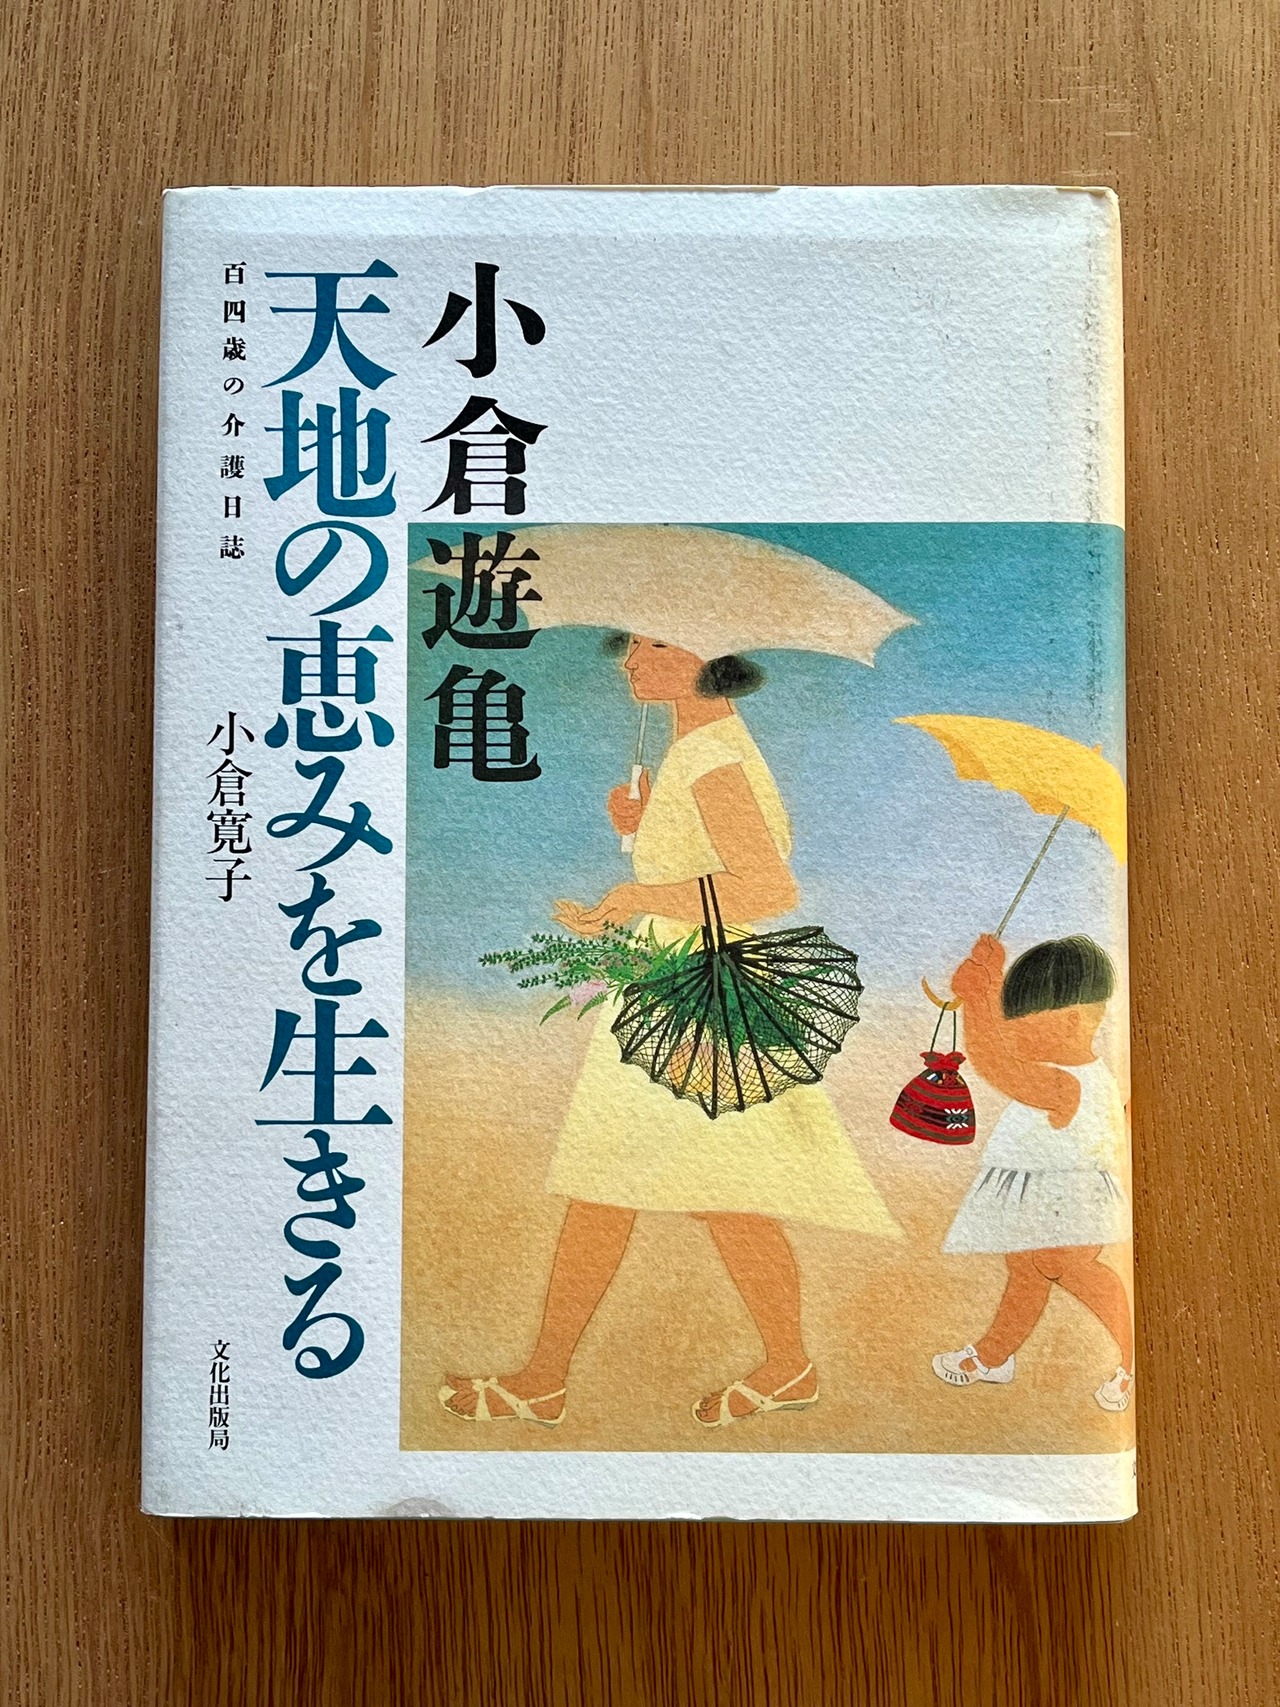 小倉遊亀
天地の恵みを生きる
百四歳の介護日誌
小倉寛子
文化出版局